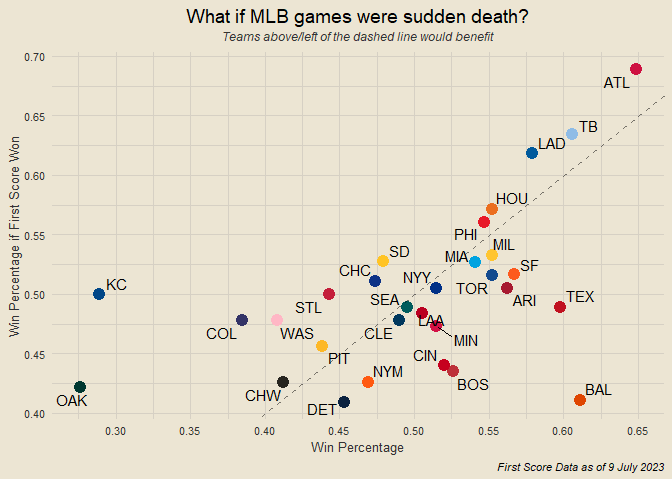 What if MLB games were sudden death?
Teams above/left of the dashed line would benefit
Win Percentage if First Score Won
0.70
0.65
0.60
0.55
0.50
0.45
0.40
ATL
TB
LAD
HOU
PHI
MIL
MIA
SD
CHC
NYY
SF
TOR
ARI
TEX
KC
STL
SEA
LAA
COL
WAS
CLE
MIN
PIT
CIN
NYM
BOS
CHW
OAK
DET
BAL
0.30
0.35
0.40
0.45
0.50
0.55
0.60
0.65
Win Percentage
First Score Data as of 9 July 2023